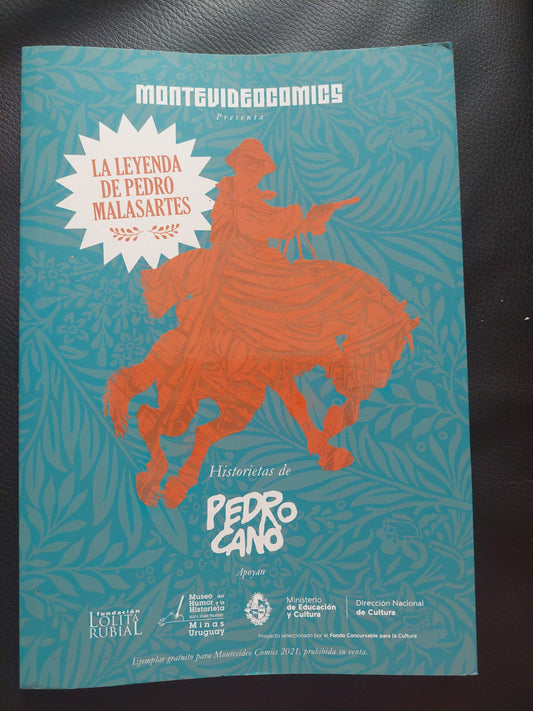 MONTEVIDEOCOMICS
Presenta
LA LEYENDA
DE PEDRO
MALASARTES
Historietas de
PEDRO
CANO
Apoyan
fundación
LOLITA
RUBIAL
Museo del
Humor y la
Historieta
Minas
Uruguay
Ministerio
de Educación
y Cultura
Dirección Nacional
de Cultura
Proyecto seleccionado por el Fondo Concursable para la Cultura
Ejemplar gratuito para Montevideo Comics 2021, prohibida su venta.